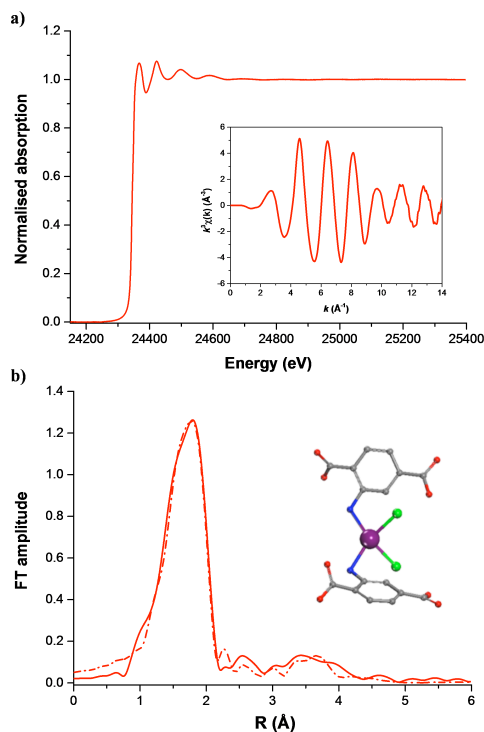 a)
1.2
1.0
0.8
0.6
0.4
0.2
0.0
Normalised absorption
24200 24400 24600 24800 25000 25200 25400
Energy (eV)
6
4
2
0
-2
-4
-6
k²χ(k) (Å⁻¹)
0 2 4 6 8 10 12 14
k (Å⁻¹)
b)
1.4
1.2
1.0
0.8
0.6
0.4
0.2
0.0
FT amplitude
0 1 2 3 4 5 6
R (Å)